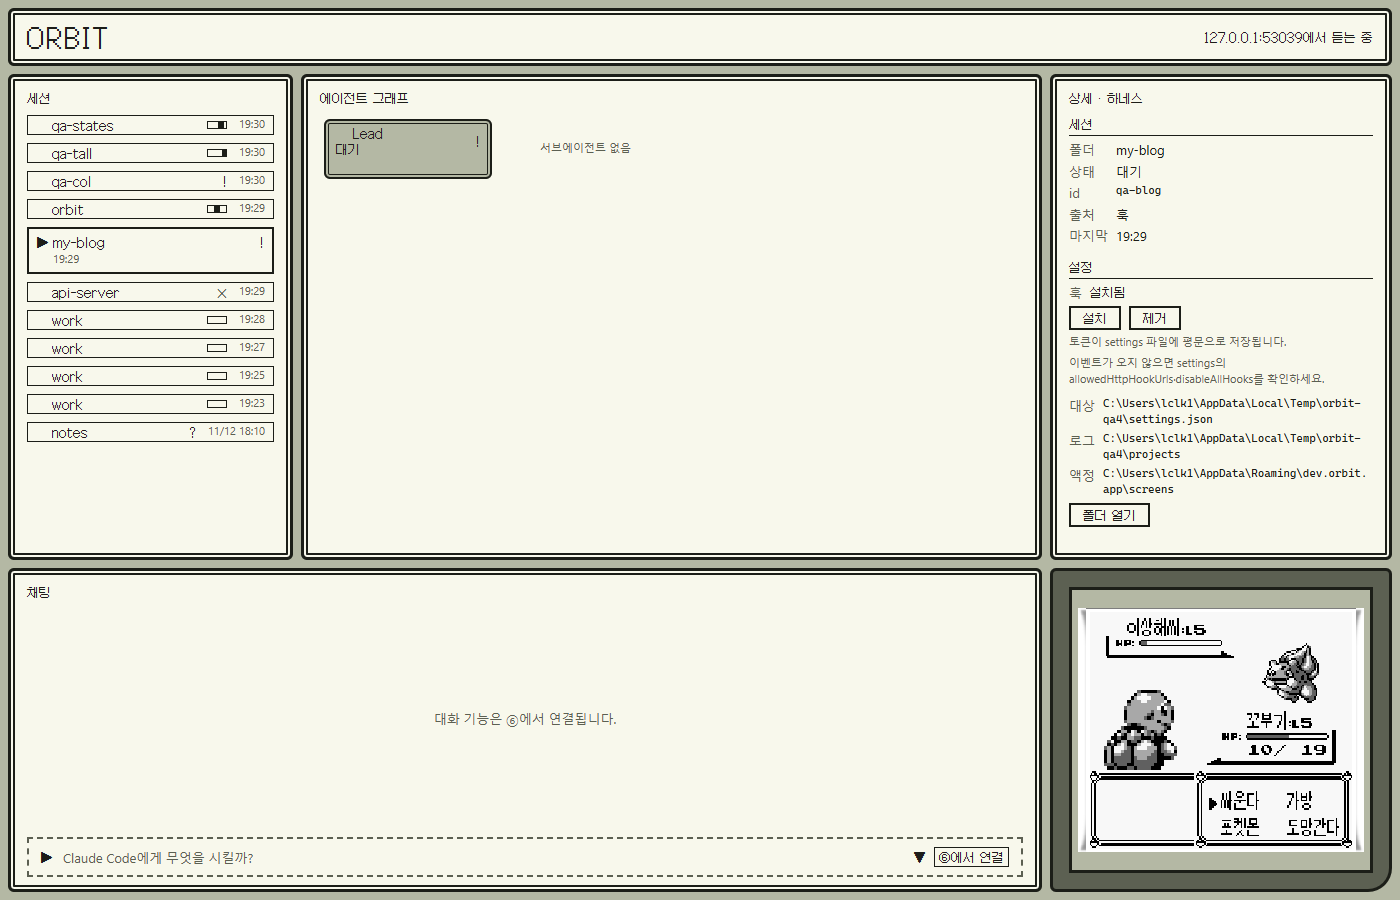 ORBIT
127.0.0.1:53039에서 듣는 중
세션
qa-states 19:30
qa-tall 19:30
qa-col ! 19:30
orbit 19:29
▶ my-blog !
19:29
api-server × 19:29
work 19:28
work 19:27
work 19:25
work 19:23
notes ? 11/12 18:10
에이전트 그래프
Lead
대기 !
서브에이전트 없음
상세 · 하네스
세션
폴더 my-blog
상태 대기
id qa-blog
출처 훅
마지막 19:29
설정
훅 설치됨
설치 제거
토큰이 settings 파일에 평문으로 저장됩니다.
이벤트가 오지 않으면 settings의
allowedHttpHookUrls·disableAllHooks를 확인하세요.
대상 C:\Users\lclk1\AppData\Local\Temp\orbit-
qa4\settings.json
로그 C:\Users\lclk1\AppData\Local\Temp\orbit-
qa4\projects
액정 C:\Users\lclk1\AppData\Roaming\dev.orbit.
app\screens
폴더 열기
채팅
대화 기능은 ⑥에서 연결됩니다.
▶ Claude Code에게 무엇을 시킬까?
▼ ⑥에서 연결
이상해씨:L5
HP:
꼬부기:L5
HP:
10/ 19
▶싸운다 가방
포켓몬 도망간다